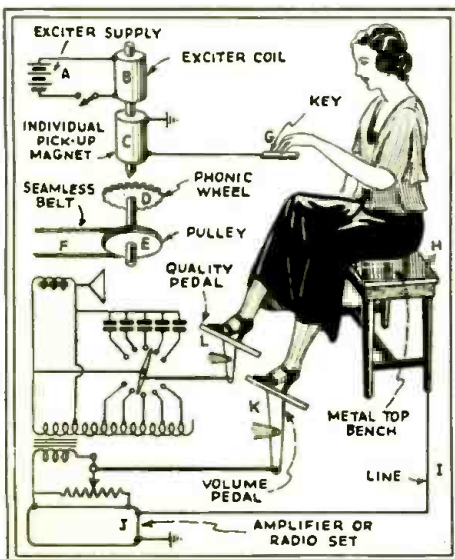 EXCITER SUPPLY
A
B
EXCITER COIL
KEY
G
INDIVIDUAL
PICK-UP
MAGNET
C
D
PHONIC
WHEEL
SEAMLESS
BELT
F
E
PULLEY
H
QUALITY
PEDAL
L
K
METAL TOP
BENCH
VOLUME
PEDAL
LINE
I
J
AMPLIFIER OR
RADIO SET